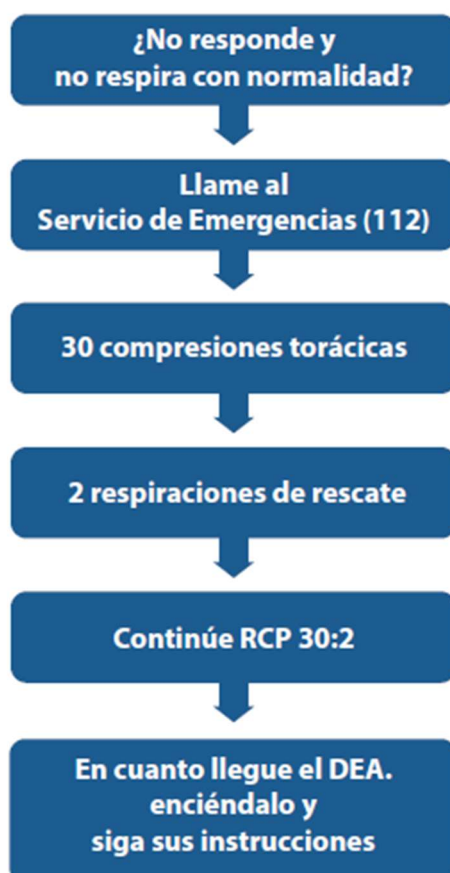 ¿No responde y
no respira con normalidad?
Llame al
Servicio de Emergencias (112)
30 compresiones torácicas
2 respiraciones de rescate
Continúe RCP 30:2
En cuanto llegue el DEA.
enciéndalo y
siga sus instrucciones